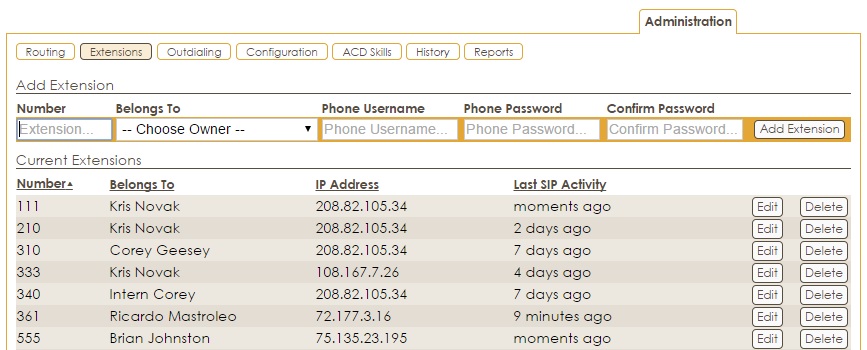 Administration
Routing Extensions Outdialing Configuration ACD Skills History Reports
Add Extension
Number Belongs To Phone Username Phone Password Confirm Password
Extension... -- Choose Owner -- Phone Username... Phone Password... Confirm Password... Add Extension
Current Extensions
Number Belongs To IP Address Last SIP Activity
111 Kris Novak 208.82.105.34 moments ago Edit Delete
210 Kris Novak 208.82.105.34 2 days ago Edit Delete
310 Corey Geesey 208.82.105.34 7 days ago Edit Delete
333 Kris Novak 108.167.7.26 4 days ago Edit Delete
340 Intern Corey 208.82.105.34 7 days ago Edit Delete
361 Ricardo Mastroleo 72.177.3.16 9 minutes ago Edit Delete
555 Brian Johnston 75.135.23.195 moments ago Edit Delete